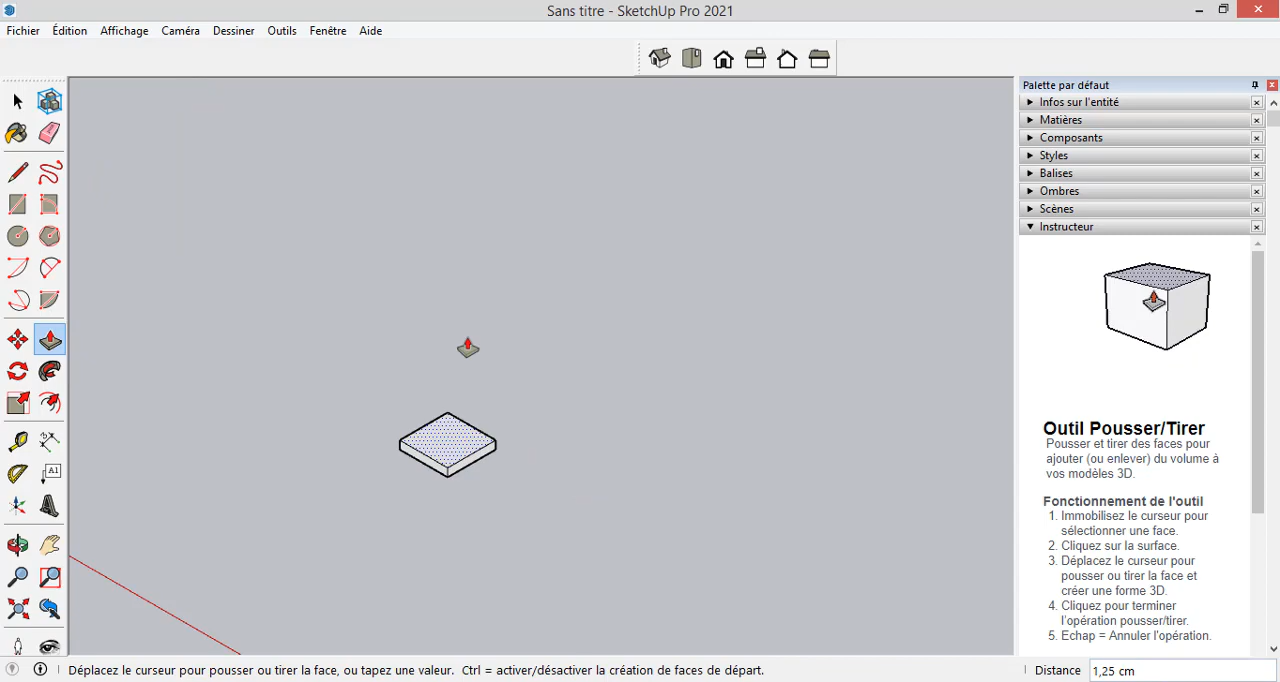 Sans titre - SketchUp Pro 2021
Fichier Édition Affichage Caméra Dessiner Outils Fenêtre Aide
Palette par défaut
Infos sur l'entité
Matières
Composants
Styles
Balises
Ombres
Scènes
Instructeur
A1
Outil Pousser/Tirer
Pousser et tirer des faces pour
ajouter (ou enlever) du volume à
vos modèles 3D.
Fonctionnement de l'outil
1. Immobilisez le curseur pour
sélectionner une face.
2. Cliquez sur la surface.
3. Déplacez le curseur pour
pousser ou tirer la face et
créer une forme 3D.
4. Cliquez pour terminer
l'opération pousser/tirer.
5. Echap = Annuler l'opération.
Déplacez le curseur pour pousser ou tirer la face, ou tapez une valeur. Ctrl = activer/désactiver la création de faces de départ.
Distance 1,25 cm